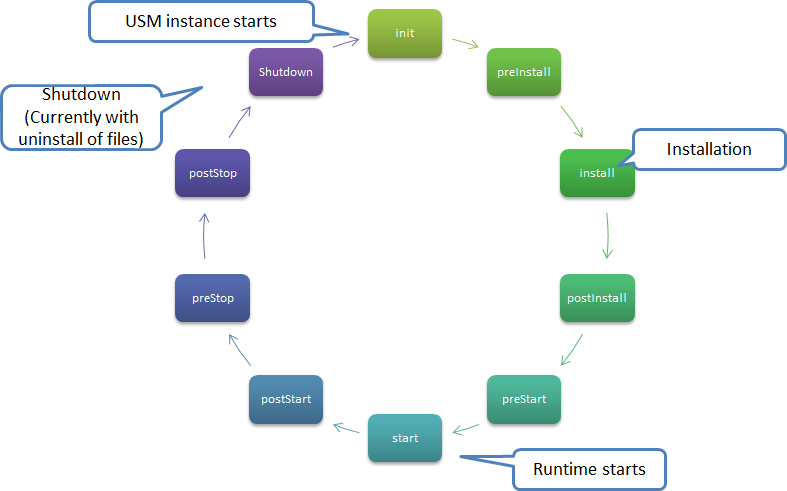 USM instance starts
init
preInstall
install
Installation
postInstall
preStart
start
Runtime starts
postStart
preStop
postStop
Shutdown
Shutdown
(Currently with
uninstall of files)